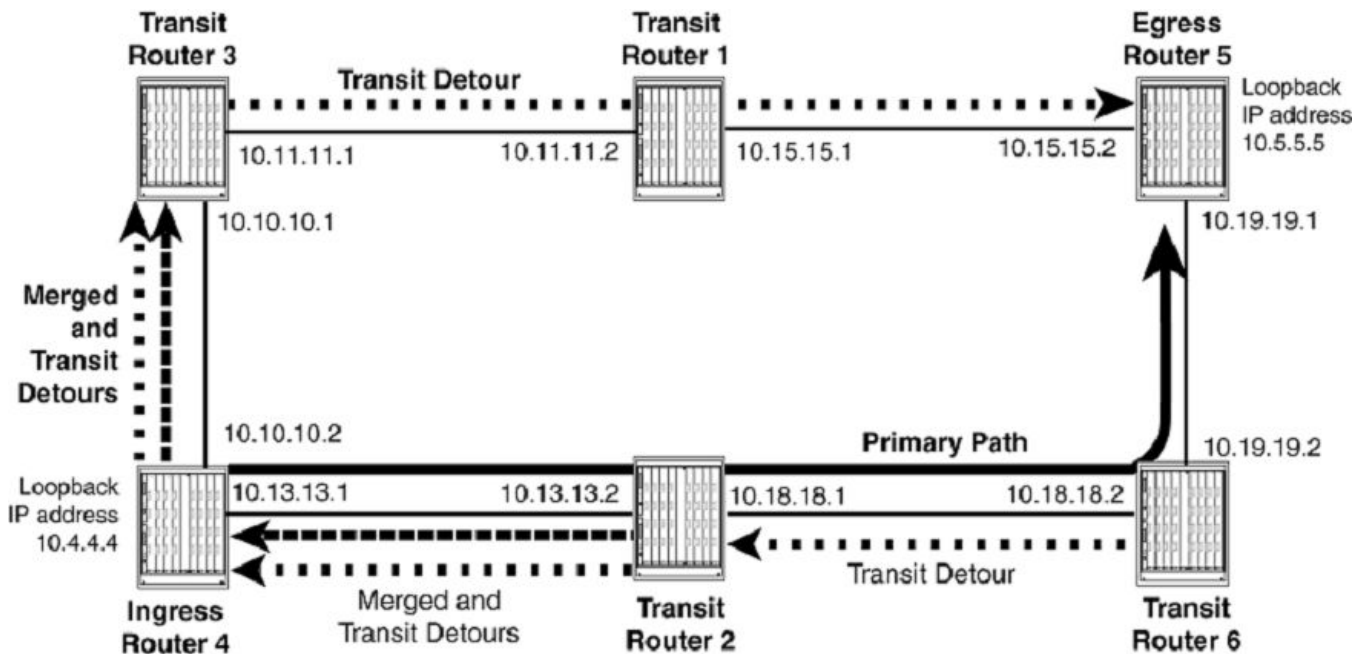 Transit
Router 3
Transit
Router 1
Egress
Router 5
Transit Detour
Loopback
IP address
10.5.5.5
10.11.11.1
10.11.11.2
10.15.15.1
10.15.15.2
10.10.10.1
10.19.19.1
Merged
and
Transit
Detours
10.10.10.2
Primary Path
10.19.19.2
Loopback
IP address
10.4.4.4
10.13.13.1
10.13.13.2
10.18.18.1
10.18.18.2
Ingress
Router 4
Merged and
Transit Detours
Transit
Router 2
Transit Detour
Transit
Router 6